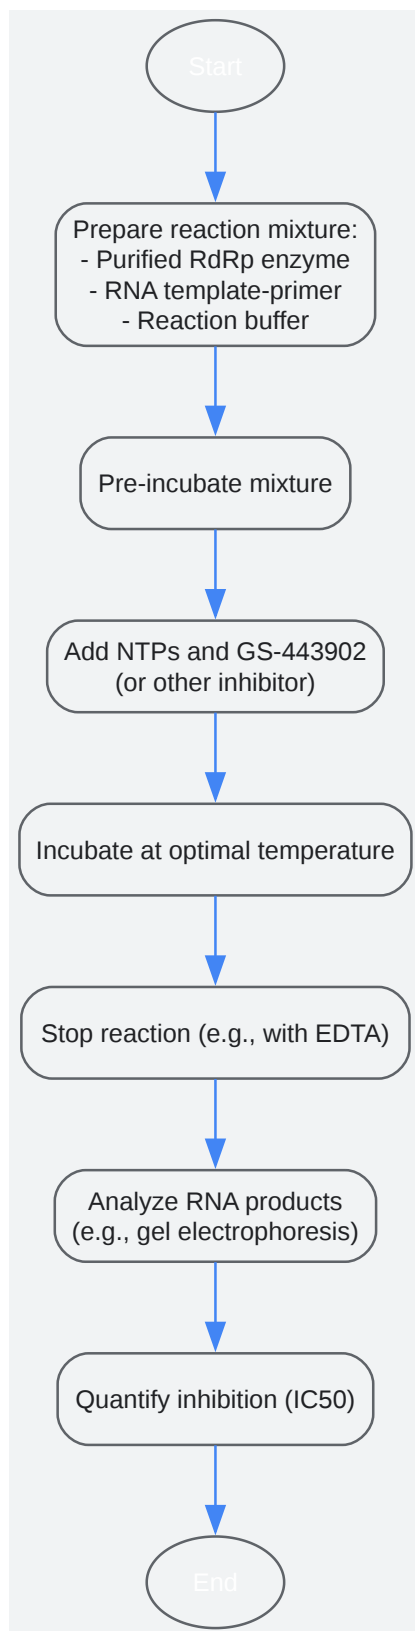 Start
Prepare reaction mixture:
- Purified RdRp enzyme
- RNA template-primer
- Reaction buffer
Pre-incubate mixture
Add NTPs and GS-443902
(or other inhibitor)
Incubate at optimal temperature
Stop reaction (e.g., with EDTA)
Analyze RNA products
(e.g., gel electrophoresis)
Quantify inhibition (IC50)
End